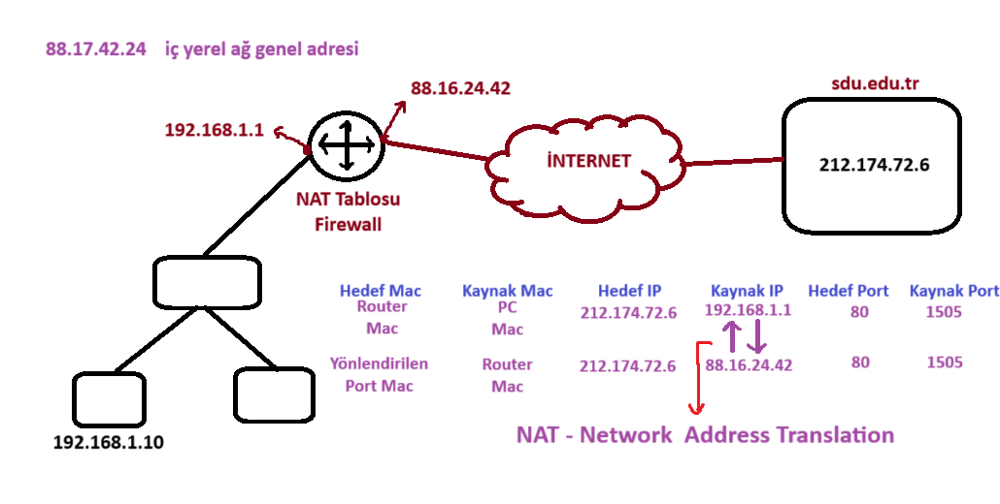 88.17.42.24 iç yerel ağ genel adresi
sdu.edu.tr
88.16.24.42
192.168.1.1
İNTERNET
212.174.72.6
NAT Tablosu
Firewall
Hedef Mac Kaynak Mac Hedef IP Kaynak IP Hedef Port Kaynak Port
Router PC 212.174.72.6 192.168.1.1 80 1505
Mac Mac
Yönlendirilen Router 212.174.72.6 88.16.24.42 80 1505
Port Mac Mac
NAT - Network Address Translation
192.168.1.10